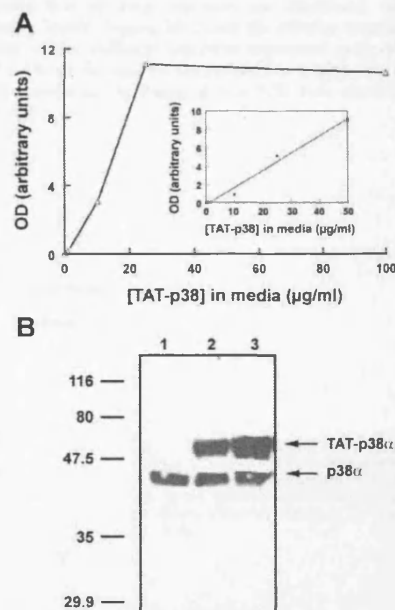 A
12
8
4
0
OD (arbitrary units)
0 20 40 60 80 100
[TAT-p38] in media (µg/ml)
10
8
6
4
2
0
OD (arbitrary units)
0 10 20 30 40 50
[TAT-p38] in media (µg/ml)
B
1 2 3
116
80
47.5
35
29.9
TAT-p38α
p38α